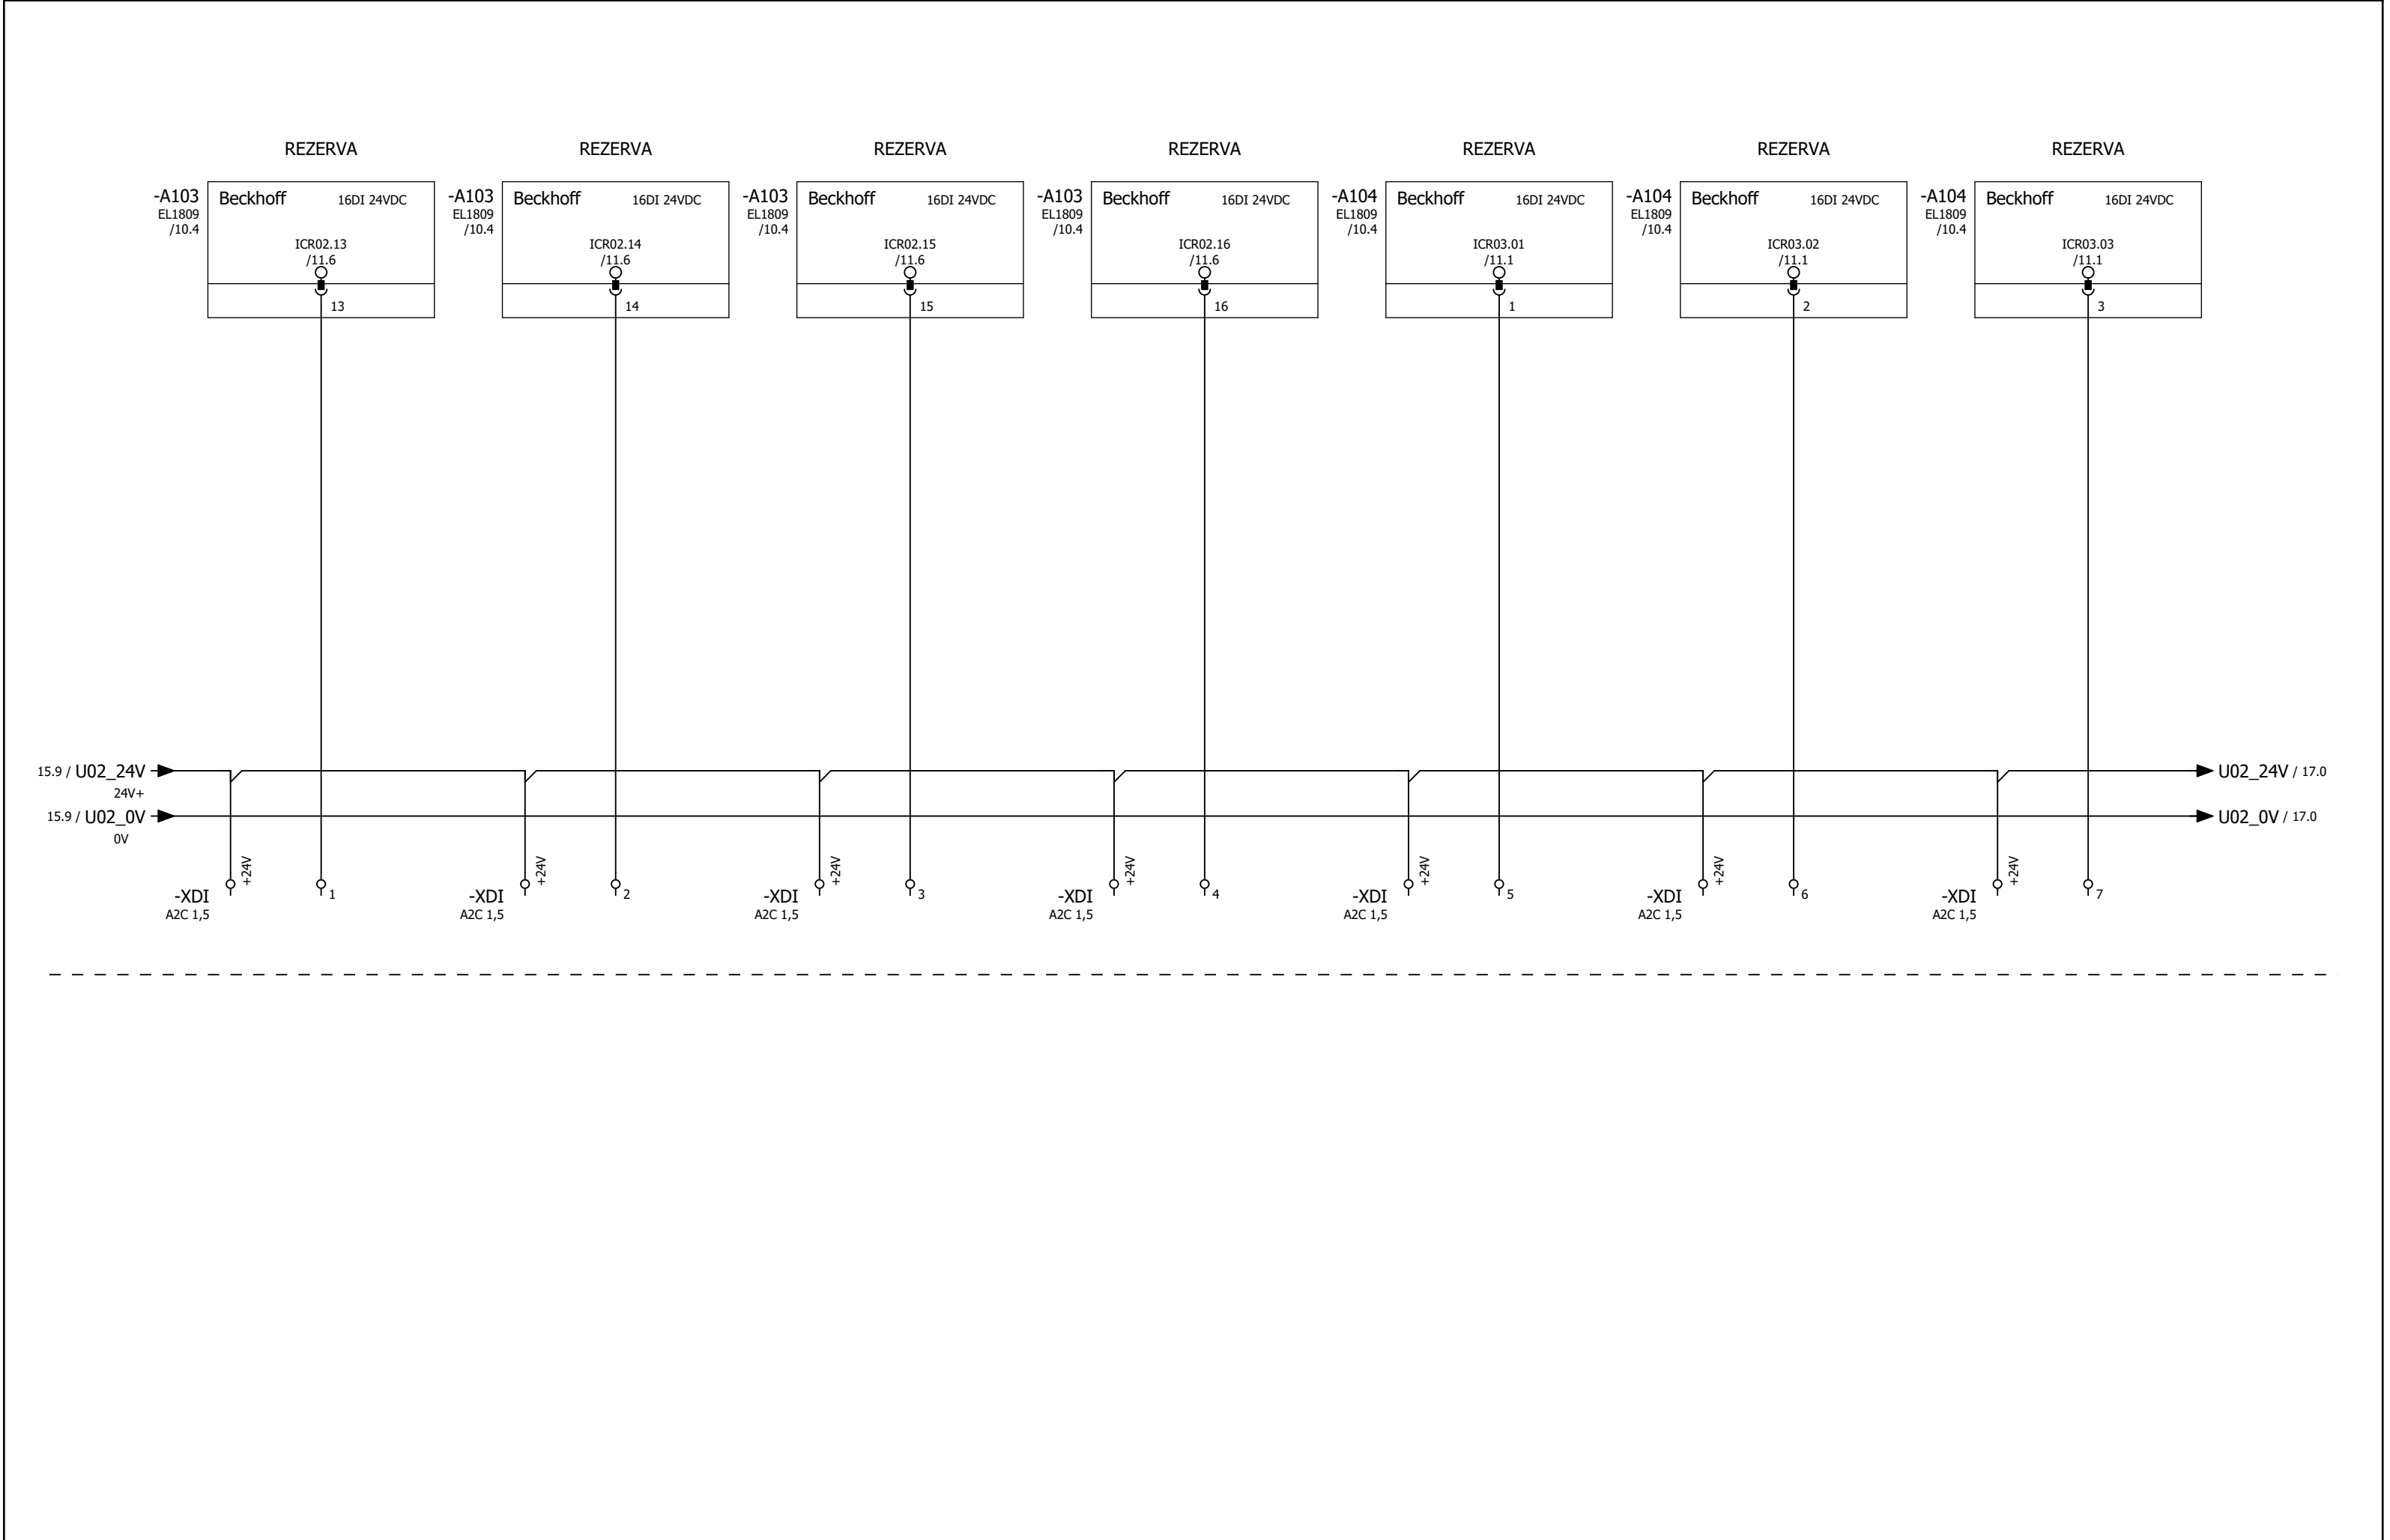 REZERVA REZERVA REZERVA REZERVA REZERVA REZERVA REZERVA
-A103 Beckhoff 16DI 24VDC -A103 Beckhoff 16DI 24VDC -A103 Beckhoff 16DI 24VDC -A103 Beckhoff 16DI 24VDC -A104 Beckhoff 16DI 24VDC -A104 Beckhoff 16DI 24VDC -A104 Beckhoff 16DI 24VDC
EL1809 EL1809 EL1809 EL1809 EL1809 EL1809 EL1809
/10.4 /10.4 /10.4 /10.4 /10.4 /10.4 /10.4
ICR02.13 ICR02.14 ICR02.15 ICR02.16 ICR03.01 ICR03.02 ICR03.03
/11.6 /11.6 /11.6 /11.6 /11.1 /11.1 /11.1
13 14 15 16 1 2 3
15.9 / U02_24V U02_24V / 17.0
24V+
15.9 / U02_0V U02_0V / 17.0
0V
+24V +24V +24V +24V +24V +24V +24V
-XDI 1 -XDI 2 -XDI 3 -XDI 4 -XDI 5 -XDI 6 -XDI 7
A2C 1,5 A2C 1,5 A2C 1,5 A2C 1,5 A2C 1,5 A2C 1,5 A2C 1,5